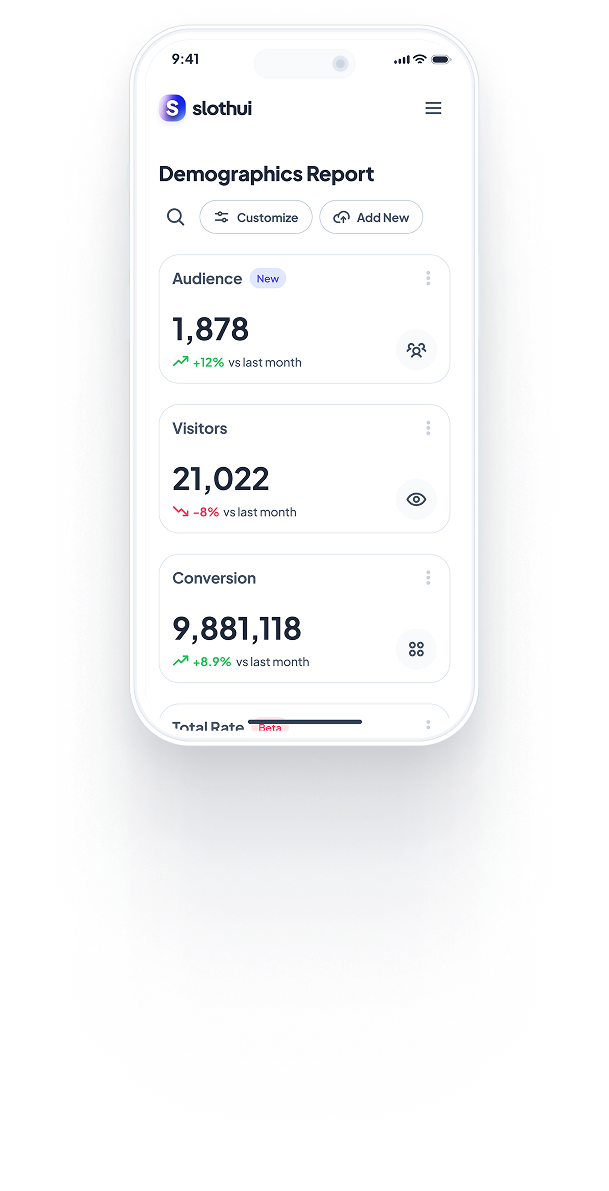 9:41
S slothui
Demographics Report
Customize
Add New
Audience New
1,878
+12% vs last month
Visitors
21,022
-8% vs last month
Conversion
9,881,118
+8.9% vs last month
Total Rate Beta